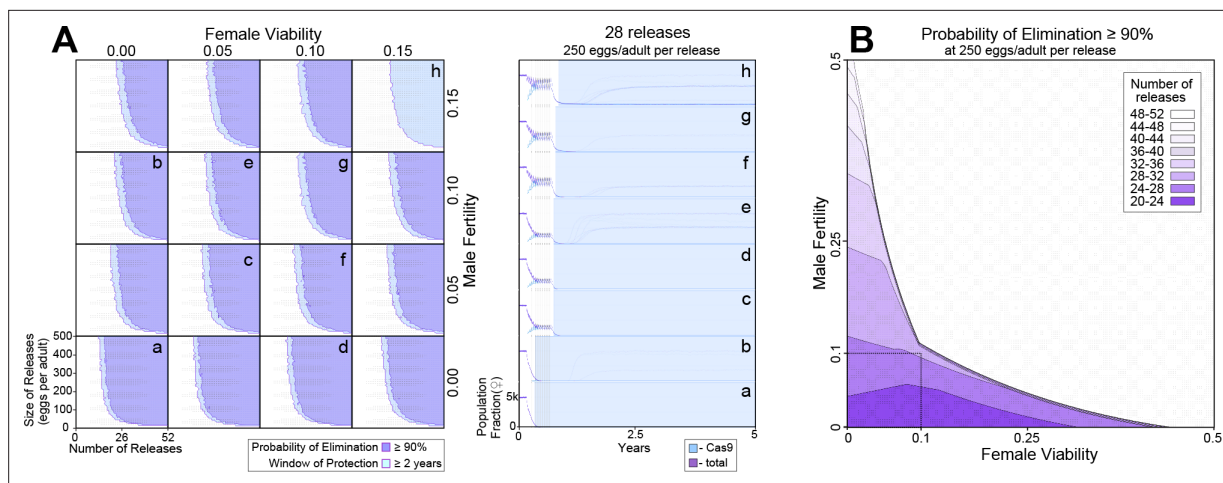 A
Female Viability
0.00 0.05 0.10 0.15
h
0.15
b e g
0.10
c f
0.05
a d
0.00
Male Fertility
Size of Releases
(eggs per adult)
500
400
300
200
100
0
0 26 52
Number of Releases
Probability of Elimination ≥ 90%
Window of Protection ≥ 2 years
28 releases
250 eggs/adult per release
h
g
f
e
d
c
b
a
Population
Fraction(♀)
5k
0
0 2.5 5
Years
- Cas9
- total
B
Probability of Elimination ≥ 90%
at 250 eggs/adult per release
Number of
releases
48-52
44-48
40-44
36-40
32-36
28-32
24-28
20-24
Male Fertility
0.5
0.25
0.1
0
0 0.1 0.25 0.5
Female Viability